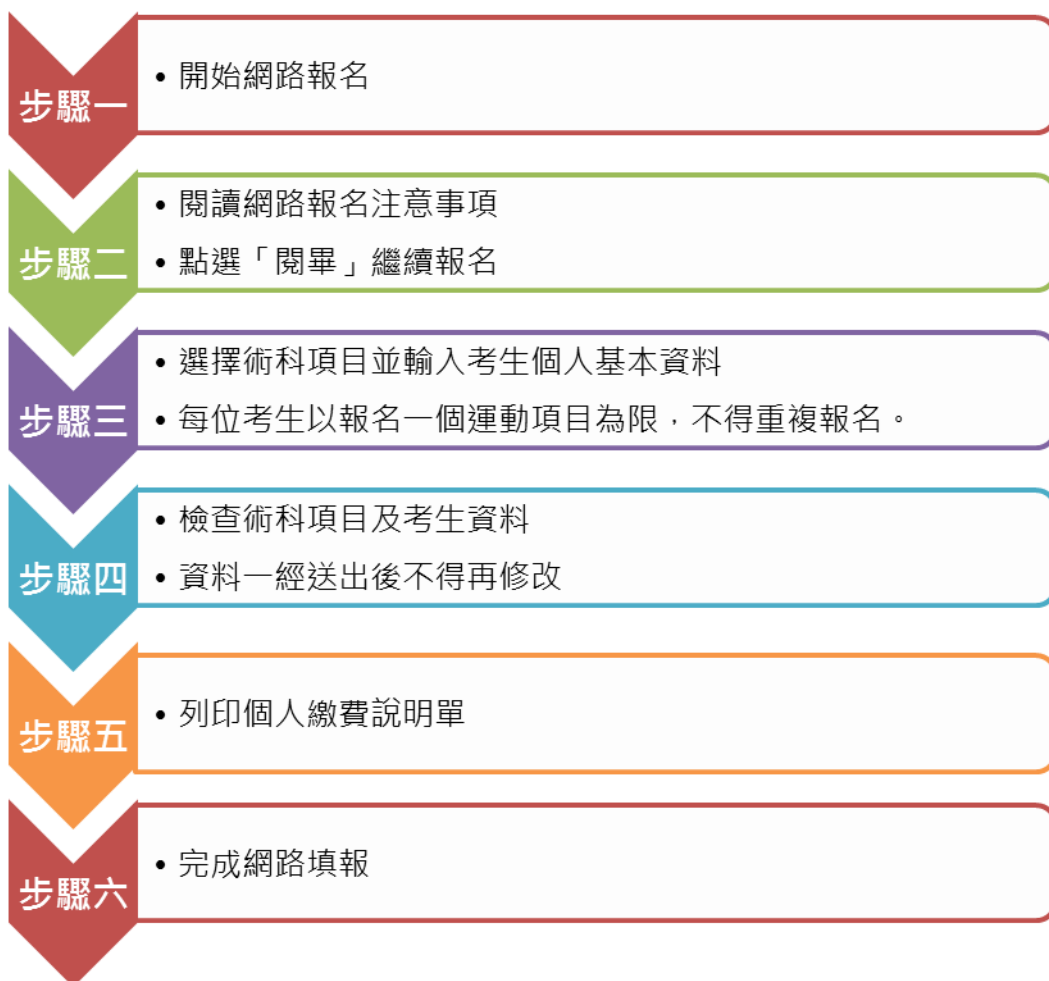 步驟一
• 開始網路報名
步驟二
• 閱讀網路報名注意事項
• 點選「閱畢」繼續報名
步驟三
• 選擇術科項目並輸入考生個人基本資料
• 每位考生以報名一個運動項目為限，不得重複報名。
步驟四
• 檢查術科項目及考生資料
• 資料一經送出後不得再修改
步驟五
• 列印個人繳費說明單
步驟六
• 完成網路填報